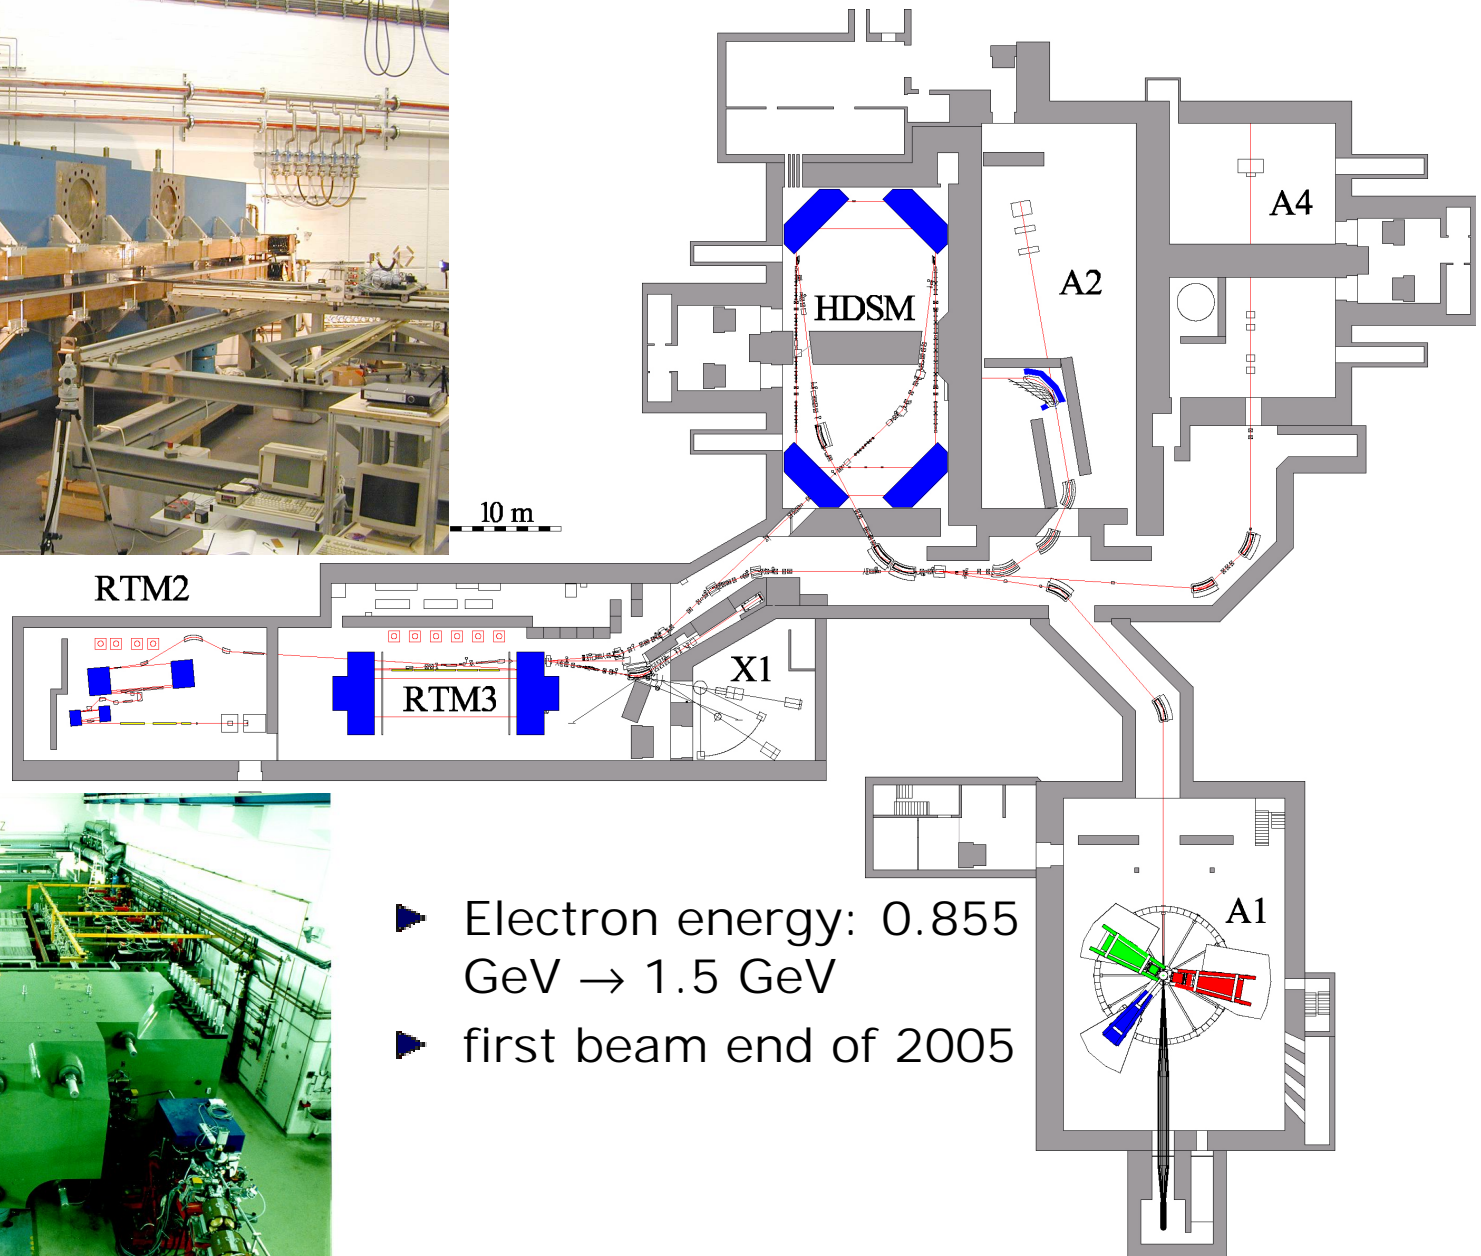 A4
A2
HDSM
10 m
RTM2
X1
RTM3
A1
Electron energy: 0.855
GeV → 1.5 GeV
first beam end of 2005